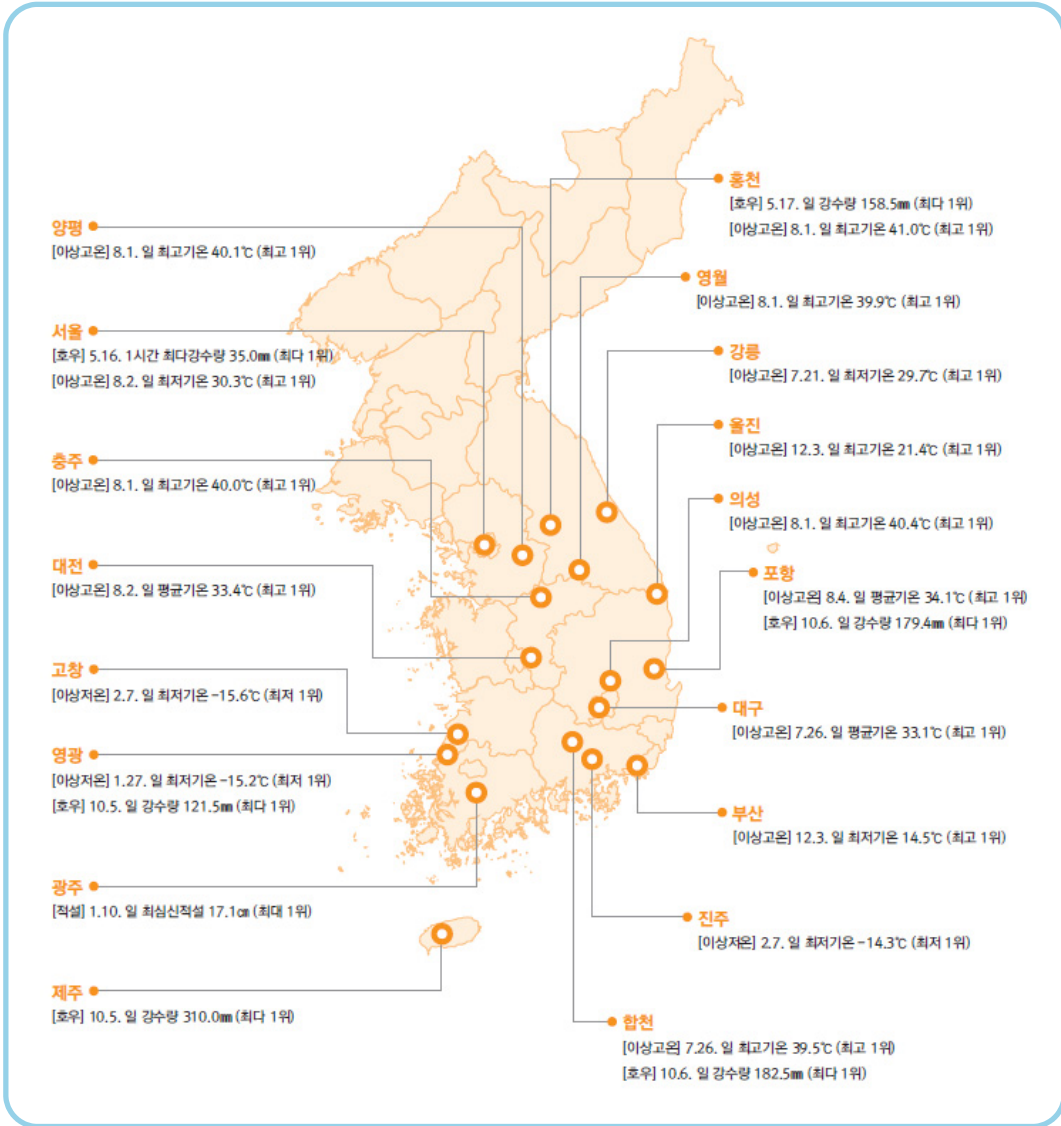 양평
[이상고온] 8.1. 일 최고기온 40.1℃ (최고 1위)
서울
[호우] 5.16. 1시간 최다강수량 35.0㎜ (최다 1위)
[이상고온] 8.2. 일 최저기온 30.3℃ (최고 1위)
충주
[이상고온] 8.1. 일 최고기온 40.0℃ (최고 1위)
대전
[이상고온] 8.2. 일 평균기온 33.4℃ (최고 1위)
고창
[이상저온] 2.7. 일 최저기온 -15.6℃ (최저 1위)
영광
[이상저온] 1.27. 일 최저기온 -15.2℃ (최저 1위)
[호우] 10.5. 일 강수량 121.5㎜ (최다 1위)
광주
[적설] 1.10. 일 최심신적설 17.1㎝ (최대 1위)
제주
[호우] 10.5. 일 강수량 310.0㎜ (최다 1위)
홍천
[호우] 5.17. 일 강수량 158.5㎜ (최다 1위)
[이상고온] 8.1. 일 최고기온 41.0℃ (최고 1위)
영월
[이상고온] 8.1. 일 최고기온 39.9℃ (최고 1위)
강릉
[이상고온] 7.21. 일 최저기온 29.7℃ (최고 1위)
울진
[이상고온] 12.3. 일 최고기온 21.4℃ (최고 1위)
의성
[이상고온] 8.1. 일 최고기온 40.4℃ (최고 1위)
포항
[이상고온] 8.4. 일 평균기온 34.1℃ (최고 1위)
[호우] 10.6. 일 강수량 179.4㎜ (최다 1위)
대구
[이상고온] 7.26. 일 평균기온 33.1℃ (최고 1위)
부산
[이상고온] 12.3. 일 최저기온 14.5℃ (최고 1위)
진주
[이상저온] 2.7. 일 최저기온 -14.3℃ (최저 1위)
합천
[이상고온] 7.26. 일 최고기온 39.5℃ (최고 1위)
[호우] 10.6. 일 강수량 182.5㎜ (최다 1위)